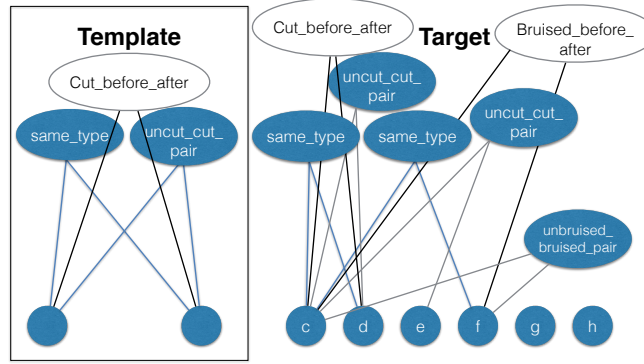 Template
Cut_before_after
same_type
uncut_cut_
pair
Cut_before_after
Target
Bruised_before_
after
uncut_cut_
pair
same_type
same_type
uncut_cut_
pair
unbruised_
bruised_pair
c
d
e
f
g
h